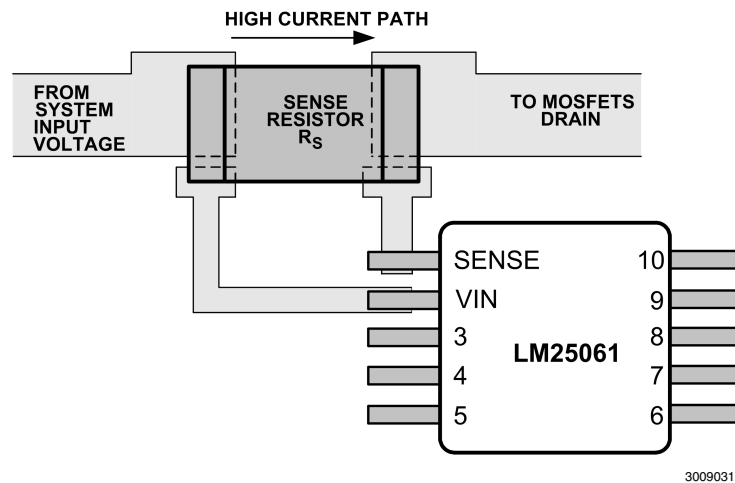 HIGH CURRENT PATH
FROM
SYSTEM
INPUT
VOLTAGE
SENSE
RESISTOR
RS
TO MOSFETS
DRAIN
SENSE 10
VIN 9
3 8
LM25061
4 7
5 6
3009031